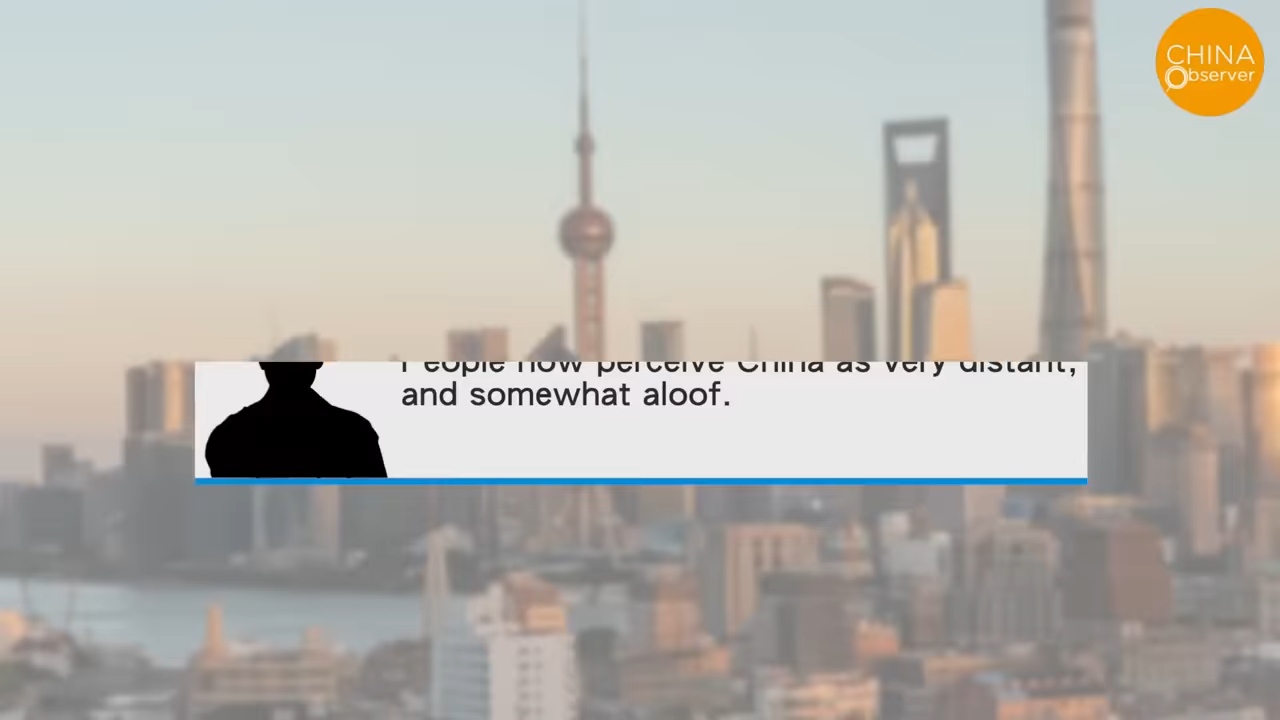 CHINA
Observer
People now perceive China as very distant,
and somewhat aloof.